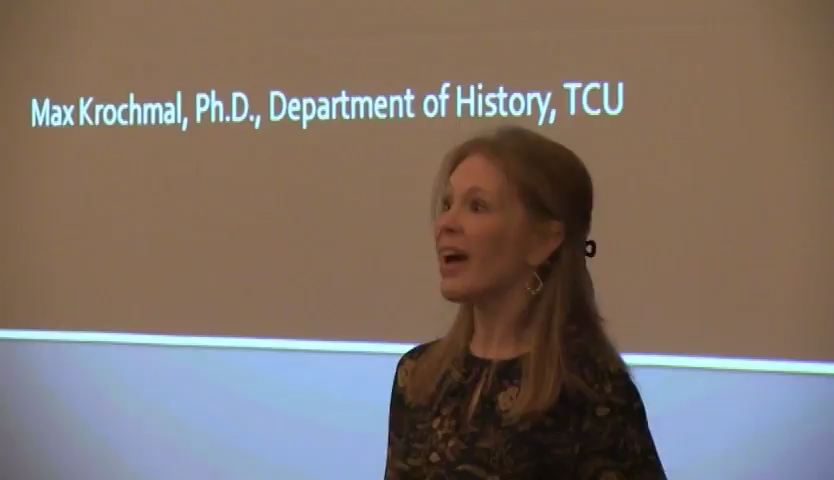 Max Krochmal, Ph.D., Department of History, TCU